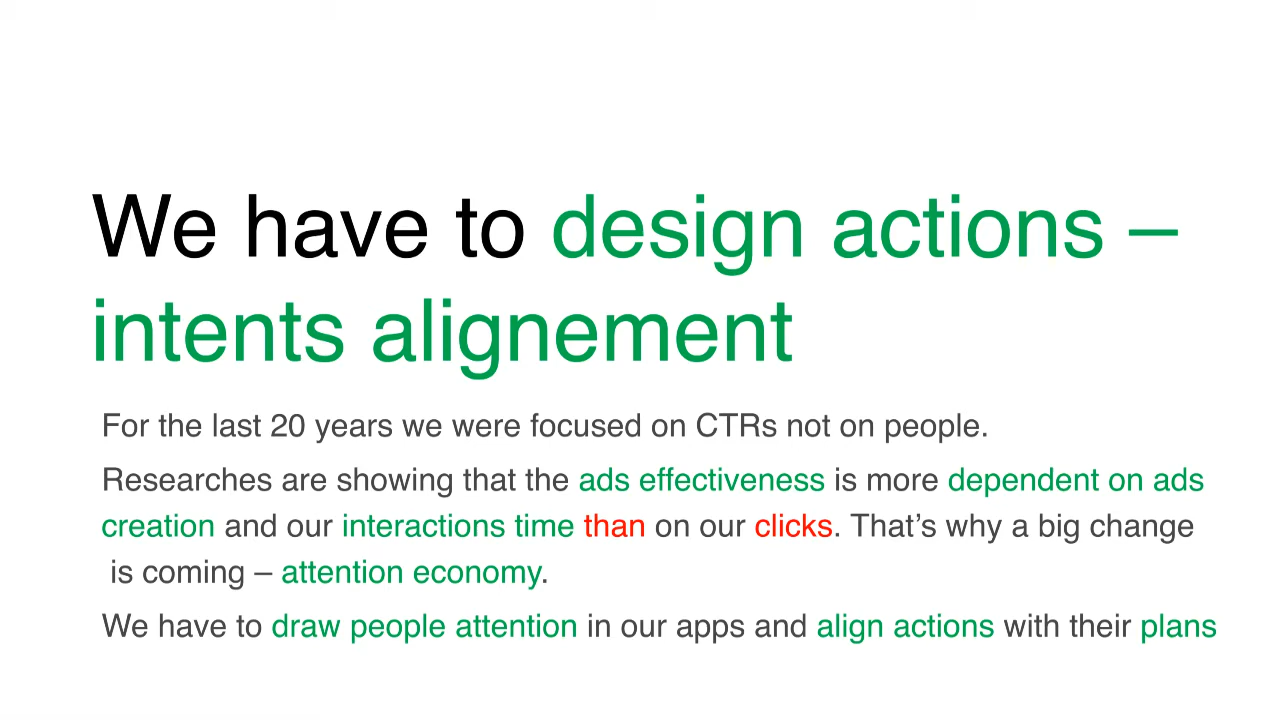 We have to design actions –
intents alignement
For the last 20 years we were focused on CTRs not on people.
Researches are showing that the ads effectiveness is more dependent on ads
creation and our interactions time than on our clicks. That’s why a big change
is coming – attention economy.
We have to draw people attention in our apps and align actions with their plans